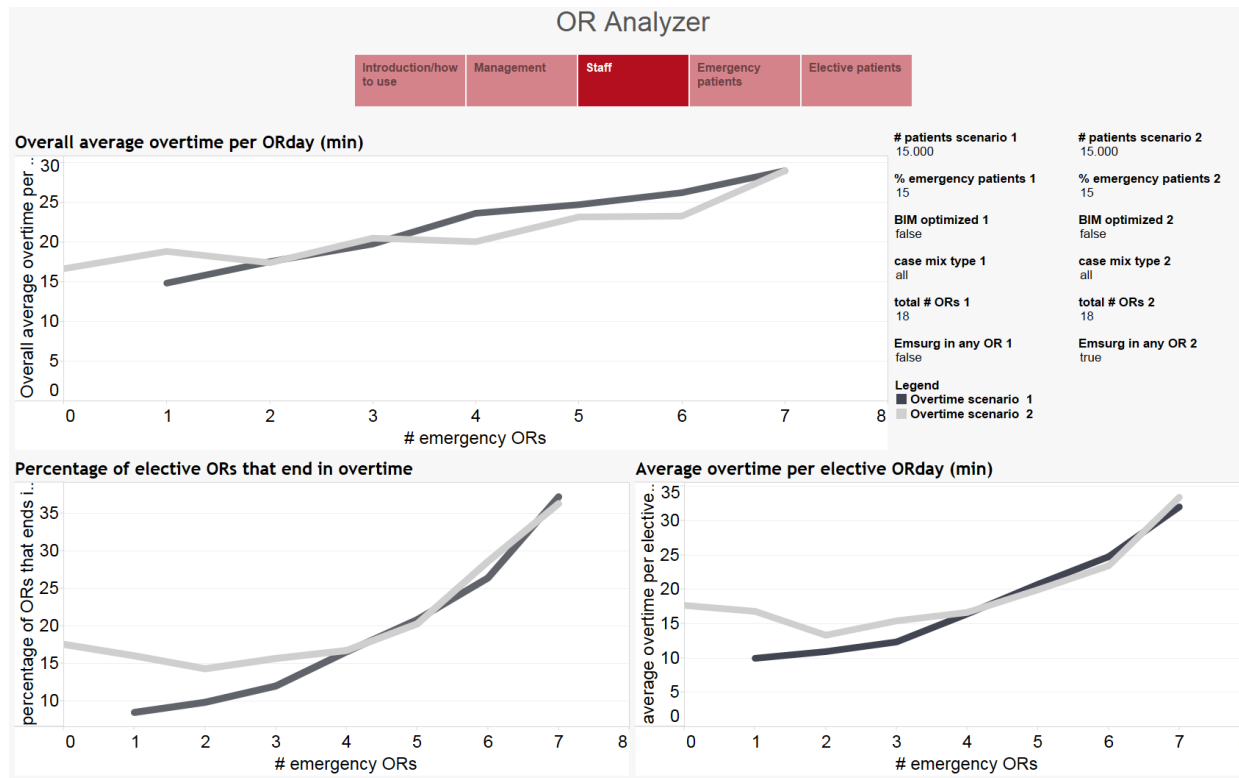 OR Analyzer
Introduction/how to use
Management
Staff
Emergency patients
Elective patients
Overall average overtime per ORday (min)
Overall average overtime per ..
30
25
20
15
10
5
0
0 1 2 3 4 5 6 7 8
# emergency ORs
# patients scenario 1
15.000
# patients scenario 2
15.000
% emergency patients 1
15
% emergency patients 2
15
BIM optimized 1
false
BIM optimized 2
false
case mix type 1
all
case mix type 2
all
total # ORs 1
18
total # ORs 2
18
Emsurg in any OR 1
false
Emsurg in any OR 2
true
Legend
Overtime scenario 1
Overtime scenario 2
Percentage of elective ORs that end in overtime
percentage of ORs that ends i..
35
30
25
20
15
10
0 1 2 3 4 5 6 7 8
# emergency ORs
Average overtime per elective ORday (min)
average overtime per elective..
35
30
25
20
15
10
5
0
0 1 2 3 4 5 6 7
# emergency ORs